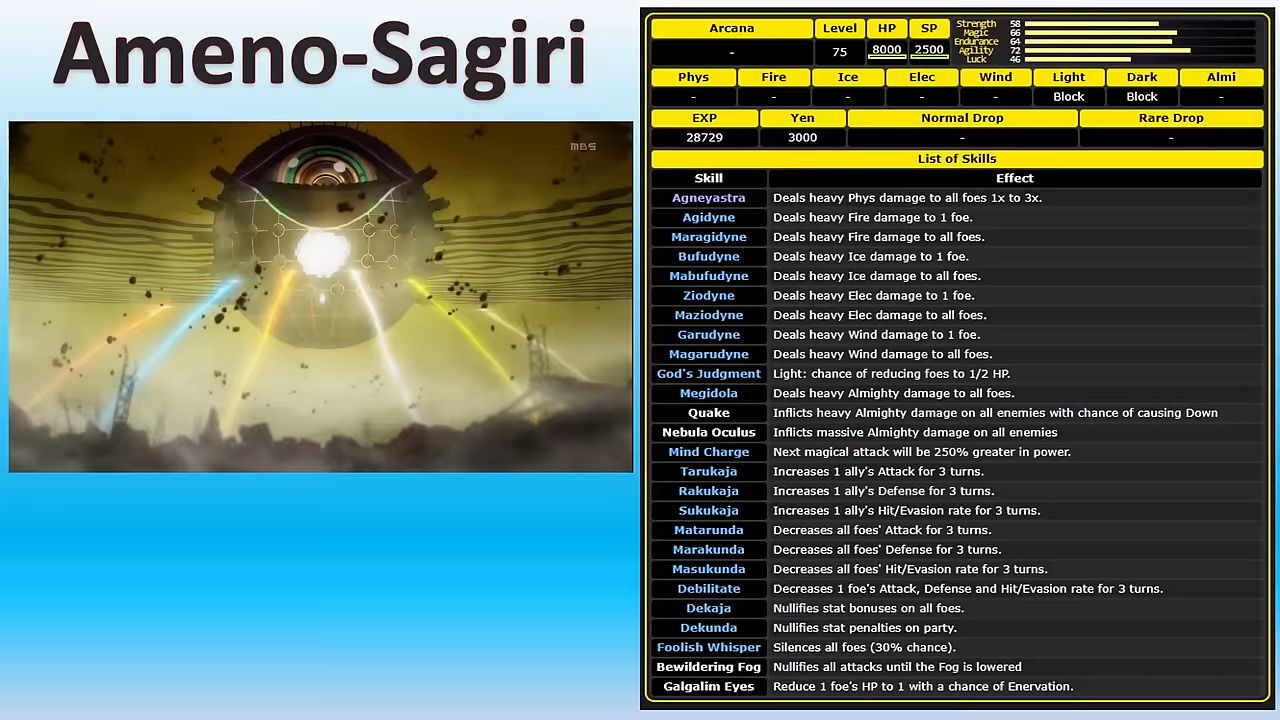 Ameno-Sagiri
MBS
Arcana Level HP SP
- 75 8000 2500
Strength 58
Magic 66
Endurance 64
Agility 72
Luck 46
Phys Fire Ice Elec Wind Light Dark Almi
- - - - - Block Block -
EXP Yen Normal Drop Rare Drop
28729 3000 - -
List of Skills
Skill Effect
Agneyastra Deals heavy Phys damage to all foes 1x to 3x.
Agidyne Deals heavy Fire damage to 1 foe.
Maragidyne Deals heavy Fire damage to all foes.
Bufudyne Deals heavy Ice damage to 1 foe.
Mabufudyne Deals heavy Ice damage to all foes.
Ziodyne Deals heavy Elec damage to 1 foe.
Maziodyne Deals heavy Elec damage to all foes.
Garudyne Deals heavy Wind damage to 1 foe.
Magarudyne Deals heavy Wind damage to all foes.
God's Judgment Light: chance of reducing foes to 1/2 HP.
Megidola Deals heavy Almighty damage to all foes.
Quake Inflicts heavy Almighty damage on all enemies with chance of causing Down
Nebula Oculus Inflicts massive Almighty damage on all enemies
Mind Charge Next magical attack will be 250% greater in power.
Tarukaja Increases 1 ally's Attack for 3 turns.
Rakukaja Increases 1 ally's Defense for 3 turns.
Sukukaja Increases 1 ally's Hit/Evasion rate for 3 turns.
Matarunda Decreases all foes' Attack for 3 turns.
Marakunda Decreases all foes' Defense for 3 turns.
Masukunda Decreases all foes' Hit/Evasion rate for 3 turns.
Debilitate Decreases 1 foe's Attack, Defense and Hit/Evasion rate for 3 turns.
Dekaja Nullifies stat bonuses on all foes.
Dekunda Nullifies stat penalties on party.
Foolish Whisper Silences all foes (30% chance).
Bewildering Fog Nullifies all attacks until the Fog is lowered
Galgalim Eyes Reduce 1 foe's HP to 1 with a chance of Enervation.